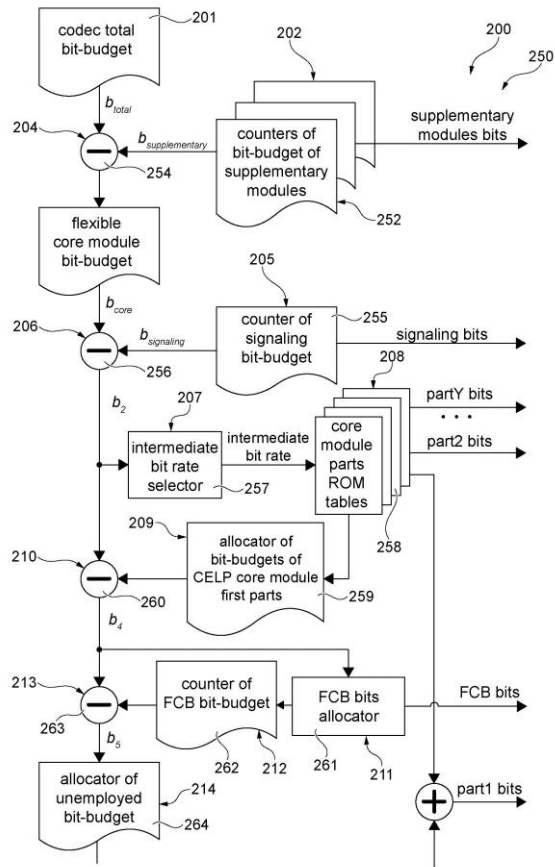 201
codec total
bit-budget
202
200
250
b_total
204
b_supplementary
counters of
bit-budget of
supplementary
modules
supplementary
modules bits
254
252
flexible
core module
bit-budget
205
b_core
206
b_signaling
counter of
signaling
bit-budget
255
signaling bits
256
208
b_2
207
partY bits
. . .
intermediate
bit rate
selector
intermediate
bit rate
core
module
parts
ROM
tables
part2 bits
257
258
209
allocator of
bit-budgets of
CELP core module
first parts
210
260
259
b_4
213
counter of
FCB bit-budget
FCB bits
allocator
FCB bits
263
262
212
261
211
b_5
allocator of
unemployed
bit-budget
214
264
part1 bits